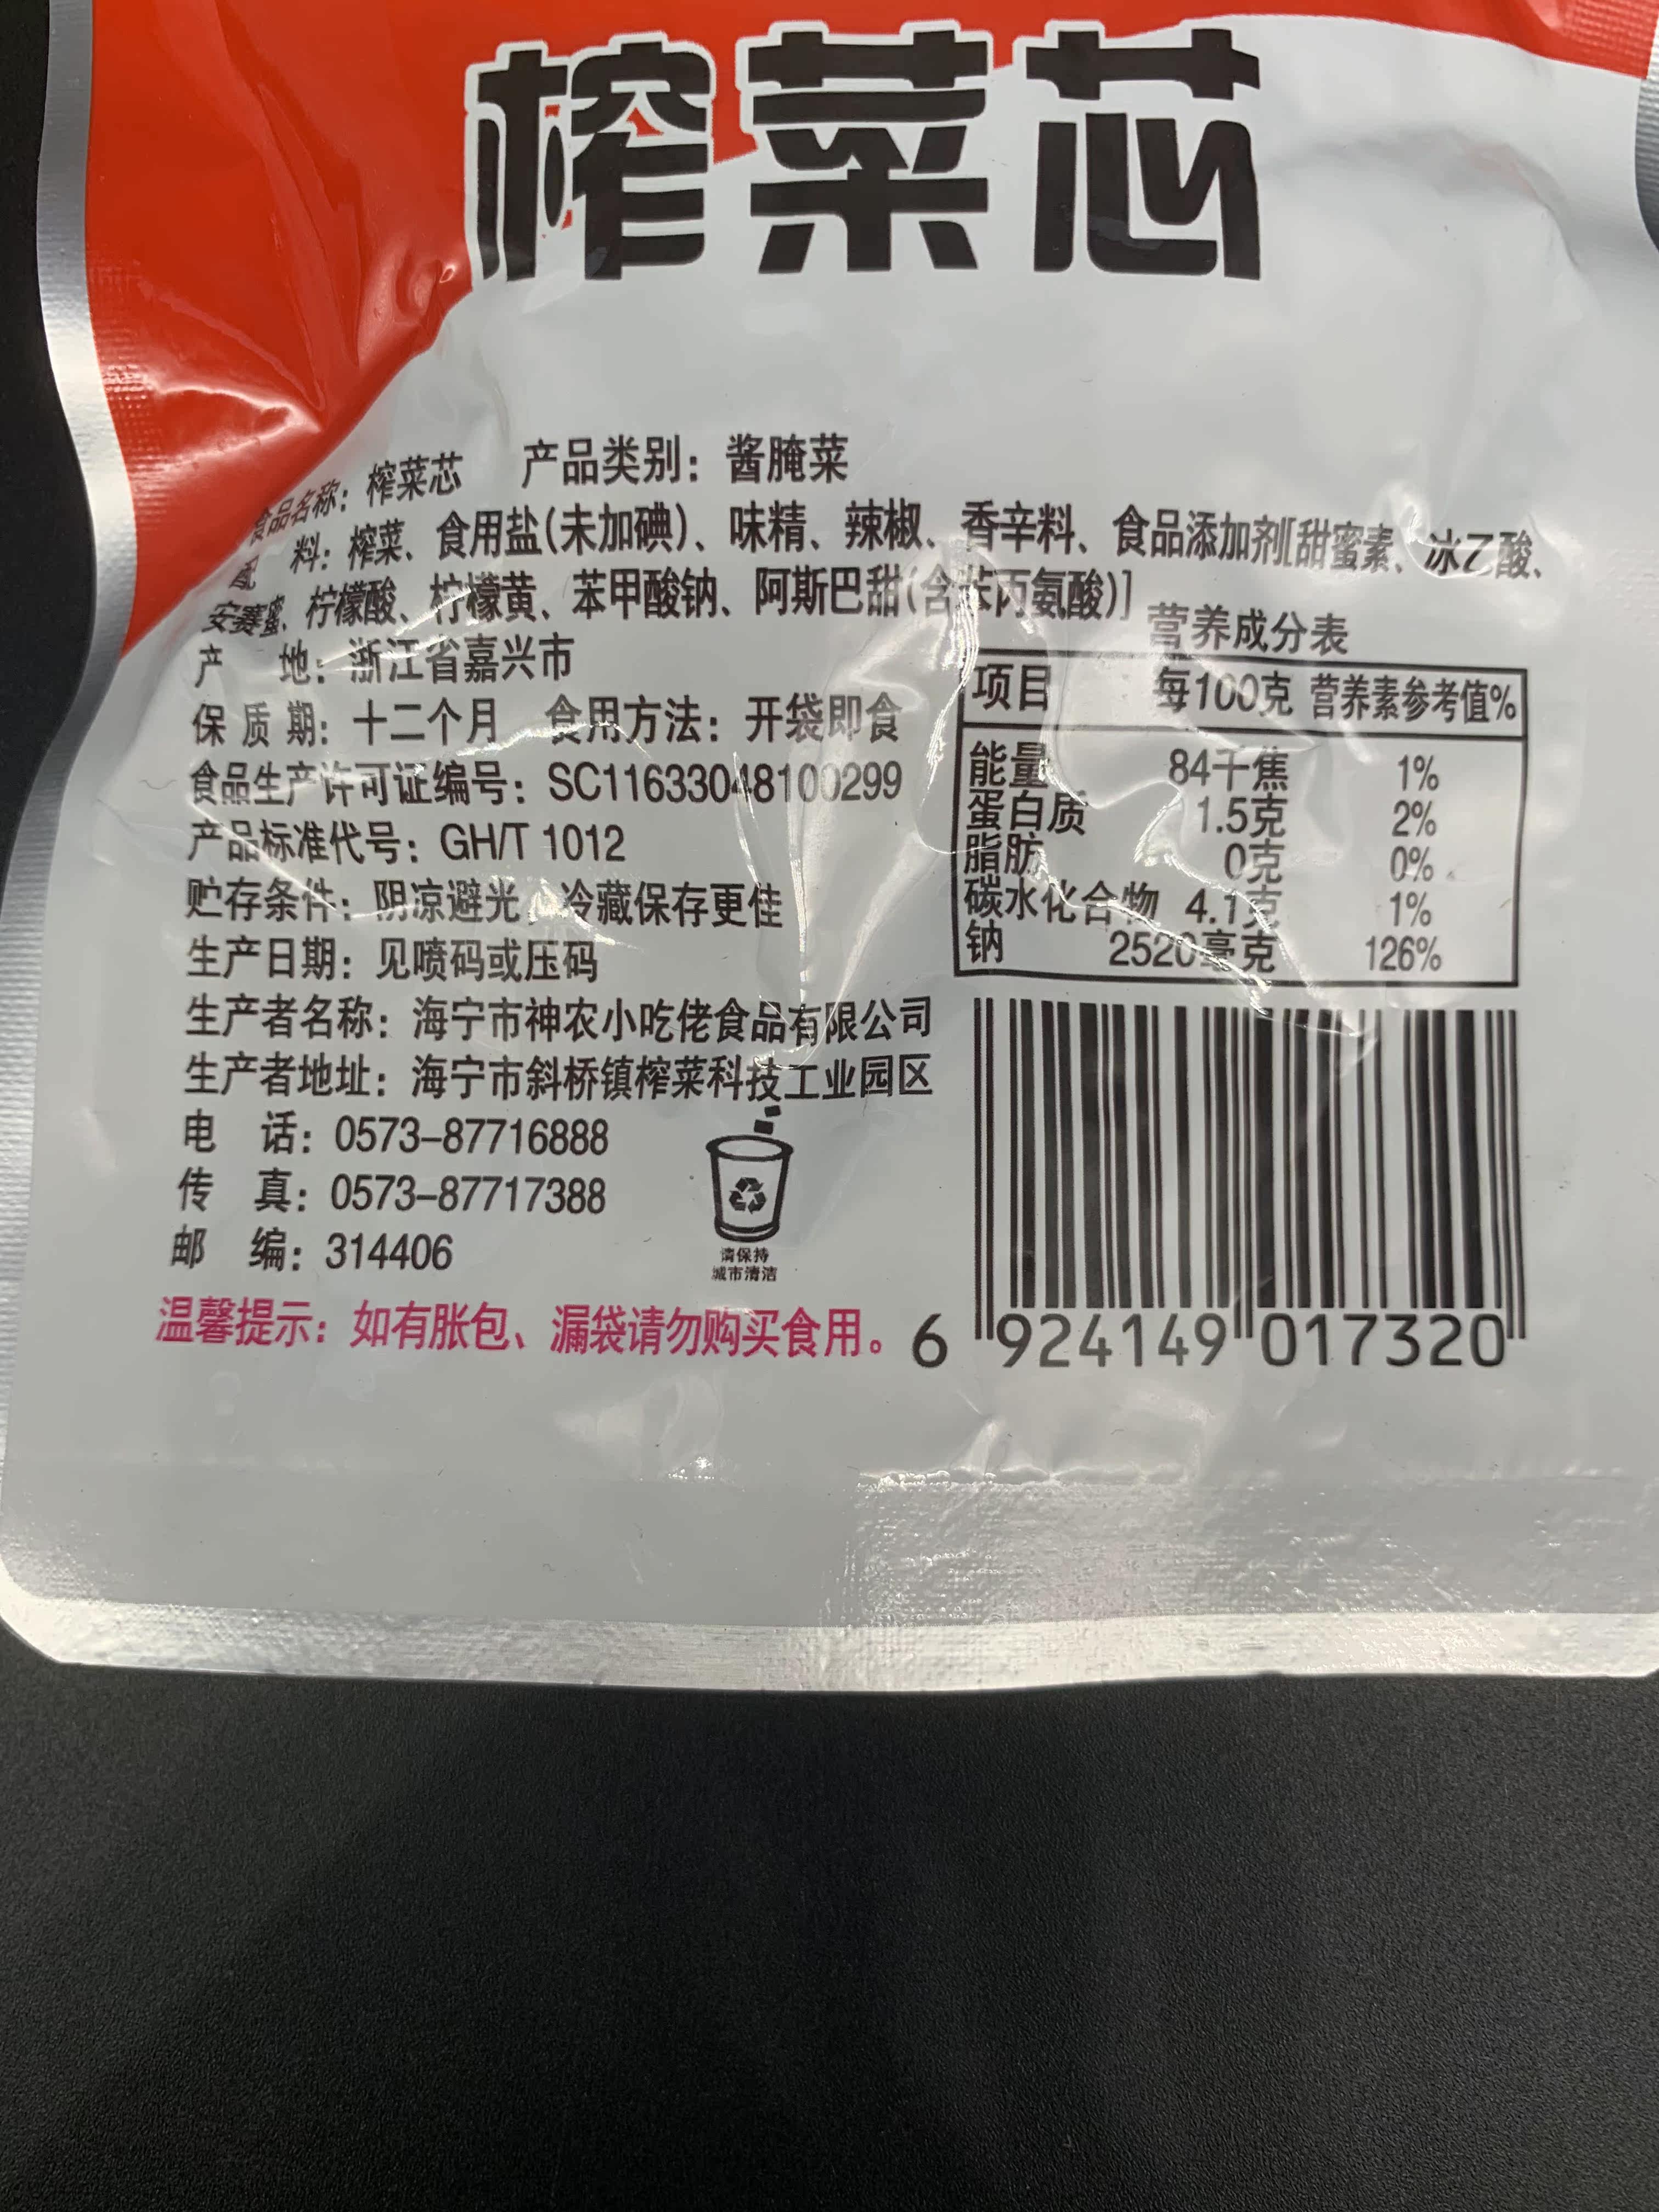 榨菜芯
食品名称：榨菜芯 产品类别：酱腌菜
配 料：榨菜、食用盐(未加碘)、味精、辣椒、香辛料、食品添加剂[甜蜜素、冰乙酸、
安赛蜜、柠檬酸、柠檬黄、苯甲酸钠、阿斯巴甜(含苯丙氨酸)]
产 地：浙江省嘉兴市
保质期：十二个月 食用方法：开袋即食
食品生产许可证编号：SC11633048100299
产品标准代号：GH/T 1012
贮存条件：阴凉避光，冷藏保存更佳
生产日期：见喷码或压码
生产者名称：海宁市神农小吃佬食品有限公司
生产者地址：海宁市斜桥镇榨菜科技工业园区
电 话：0573-87716888
传 真：0573-87717388
邮 编：314406
请保持
城市清洁
温馨提示：如有胀包、漏袋请勿购买食用。
营养成分表
项目 每100克 营养素参考值%
能量 84千焦 1%
蛋白质 1.5克 2%
脂肪 0克 0%
碳水化合物 4.1克 1%
钠 2520毫克 126%
6 924149 017320